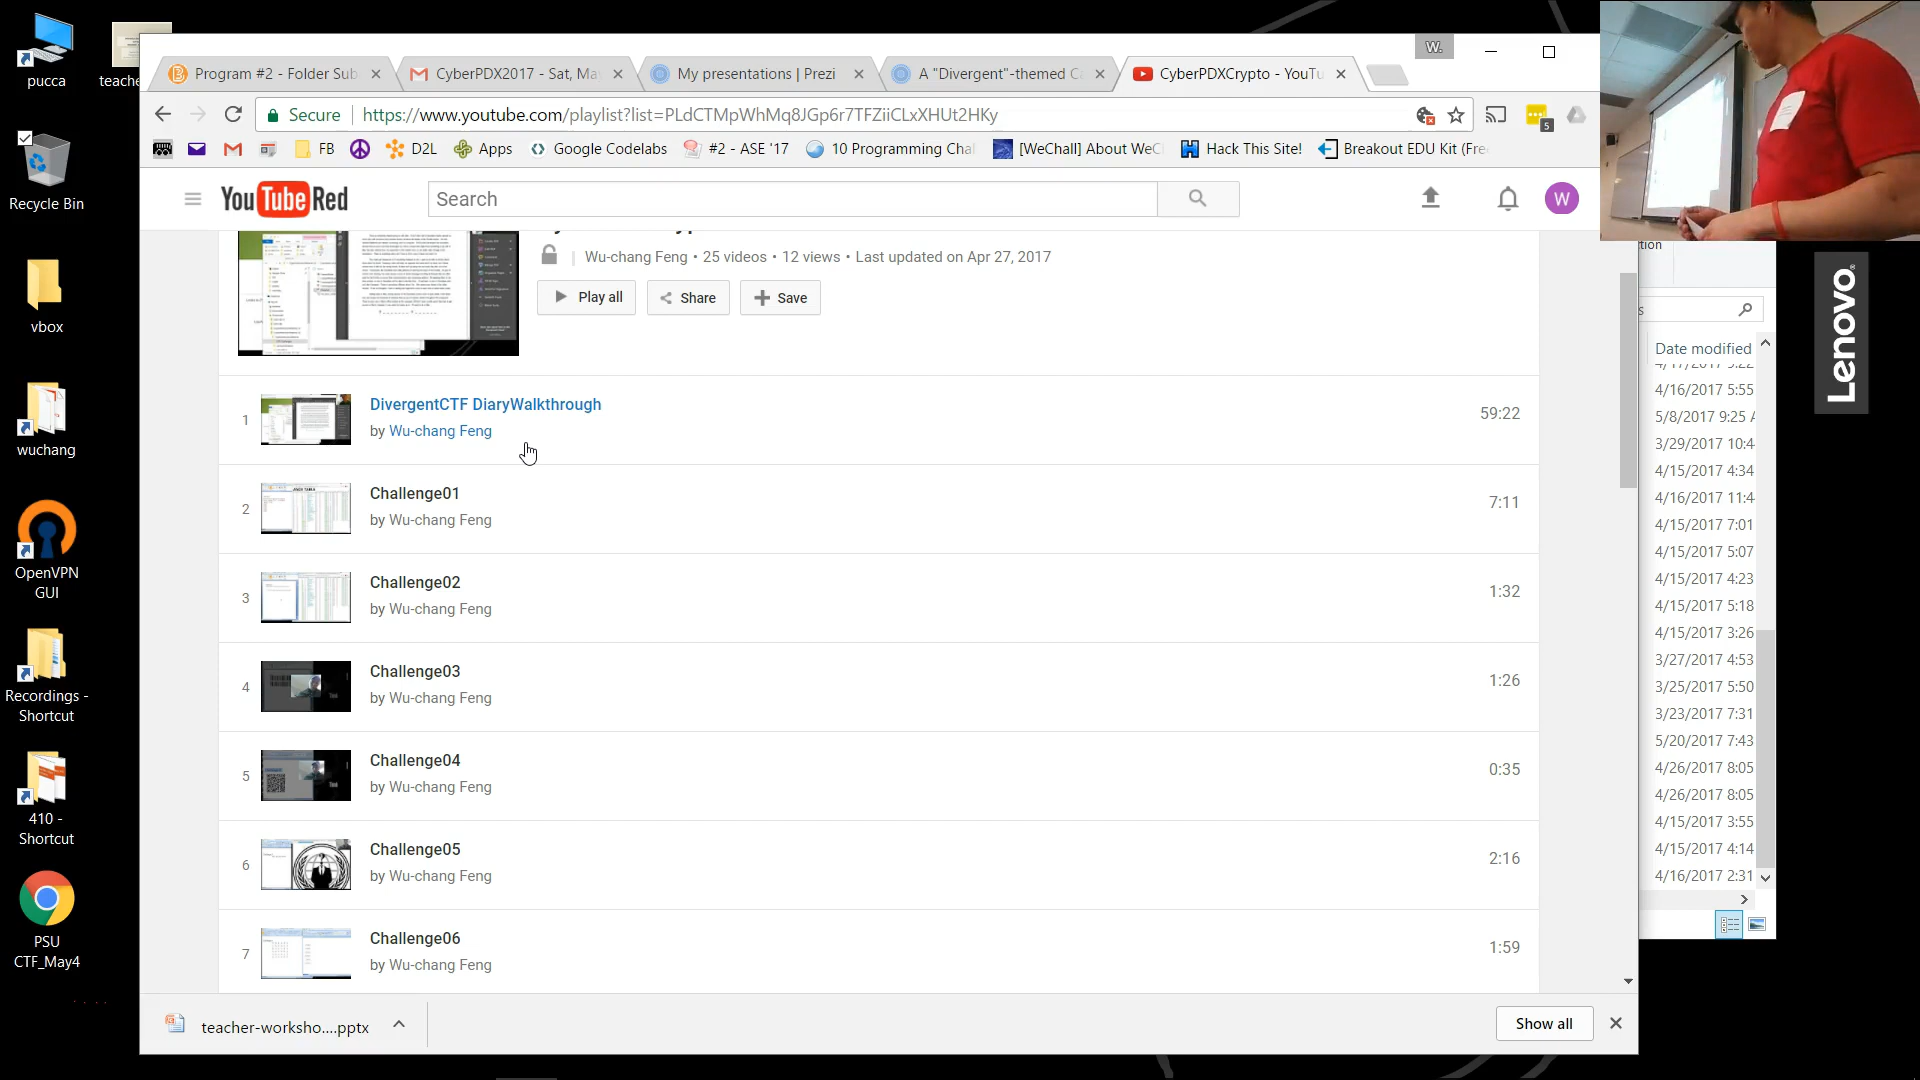 pucca
teache
Recycle Bin
vbox
wuchang
OpenVPN
GUI
Recordings -
Shortcut
410 -
Shortcut
PSU
CTF_May4
W.
Program #2 - Folder Sub
CyberPDX2017 - Sat, Ma
My presentations | Prezi
A "Divergent"-themed C
CyberPDXCrypto - YouTu
Secure
https://www.youtube.com/playlist?list=PLdCTMpWhMq8JGp6r7TFZiiCLxXHUt2HKy
5
FB
D2L
Apps
Google Codelabs
#2 - ASE '17
10 Programming Cha
[WeChall] About WeC
Hack This Site!
Breakout EDU Kit (Fre
YouTube Red
Search
W
Wu-chang Feng • 25 videos • 12 views • Last updated on Apr 27, 2017
Play all
Share
Save
1
DivergentCTF DiaryWalkthrough
by Wu-chang Feng
59:22
2
Challenge01
by Wu-chang Feng
7:11
3
Challenge02
by Wu-chang Feng
1:32
4
Challenge03
by Wu-chang Feng
1:26
5
Challenge04
by Wu-chang Feng
0:35
6
Challenge05
by Wu-chang Feng
2:16
7
Challenge06
by Wu-chang Feng
1:59
teacher-worksho....pptx
Show all
tion
s
Date modified
4/16/2017 5:55
5/8/2017 9:25 A
3/29/2017 10:4
4/15/2017 4:34
4/16/2017 11:4
4/15/2017 7:01
4/15/2017 5:07
4/15/2017 4:23
4/15/2017 5:18
4/15/2017 3:26
3/27/2017 4:53
3/25/2017 5:50
3/23/2017 7:31
5/20/2017 7:43
4/26/2017 8:05
4/26/2017 8:05
4/15/2017 3:55
4/15/2017 4:14
4/16/2017 2:31
Lenovo